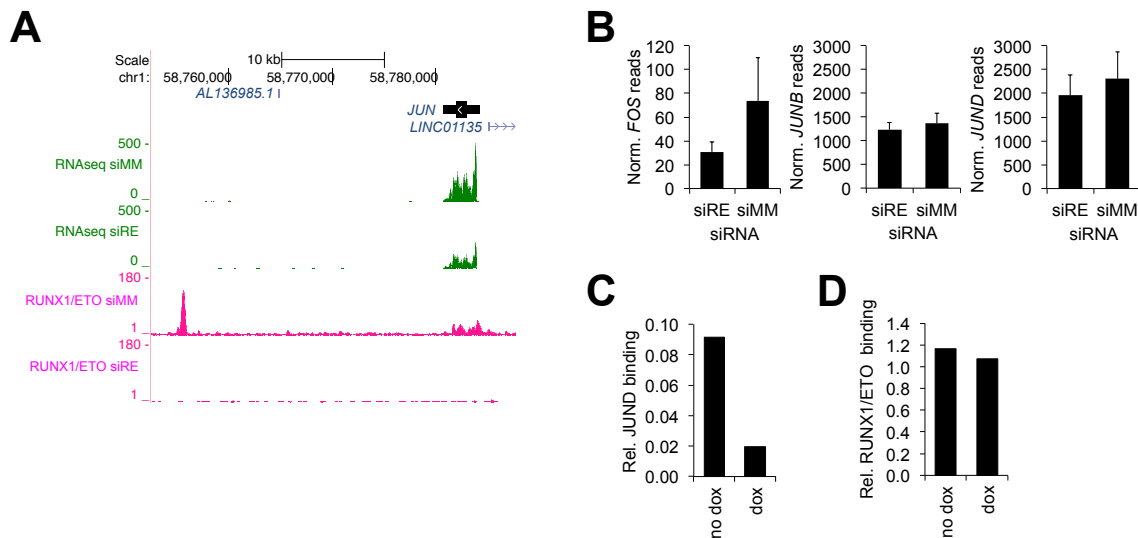 A
Scale
10 kb
chr1:
58,760,000
58,770,000
58,780,000
AL136985.1
JUN
LINC01135
500 -
RNAseq siMM
0 _
500 -
RNAseq siRE
0 _
180 -
RUNX1/ETO siMM
1 _
180 -
RUNX1/ETO siRE
1 _
B
Norm. FOS reads
120
100
80
60
40
20
0
siRE siMM
siRNA
Norm. JUNB reads
3000
2500
2000
1500
1000
500
0
siRE siMM
siRNA
Norm. JUND reads
3000
2500
2000
1500
1000
500
0
siRE siMM
siRNA
C
Rel. JUND binding
0.10
0.08
0.06
0.04
0.02
0.00
no dox
dox
D
Rel. RUNX1/ETO binding
1.4
1.2
1.0
0.8
0.6
0.4
0.2
0.0
no dox
dox